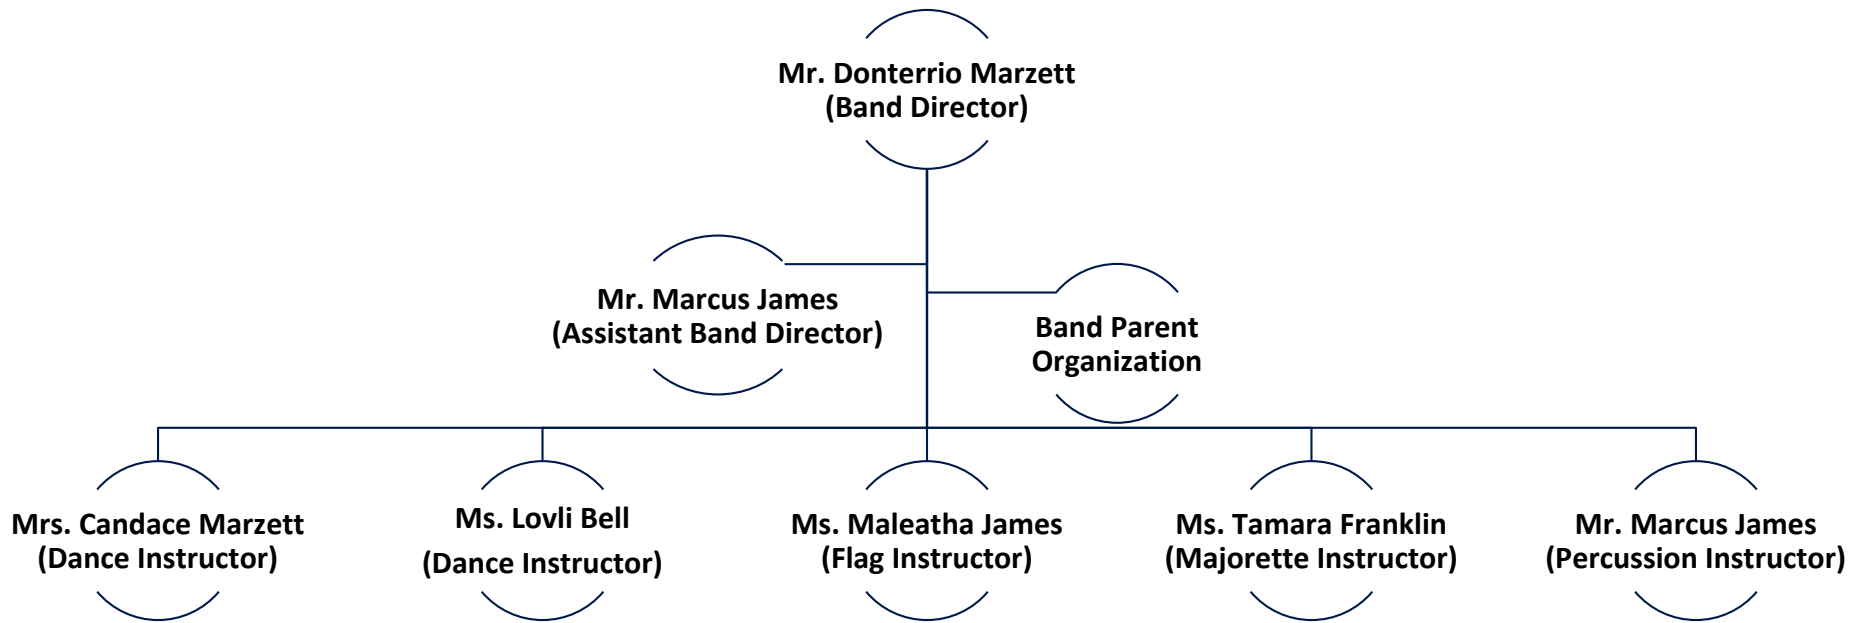 Mr. Donterrio Marzett
(Band Director)
Mr. Marcus James
(Assistant Band Director)
Band Parent
Organization
Mrs. Candace Marzett
(Dance Instructor)
Ms. Lovli Bell
(Dance Instructor)
Ms. Maleatha James
(Flag Instructor)
Ms. Tamara Franklin
(Majorette Instructor)
Mr. Marcus James
(Percussion Instructor)